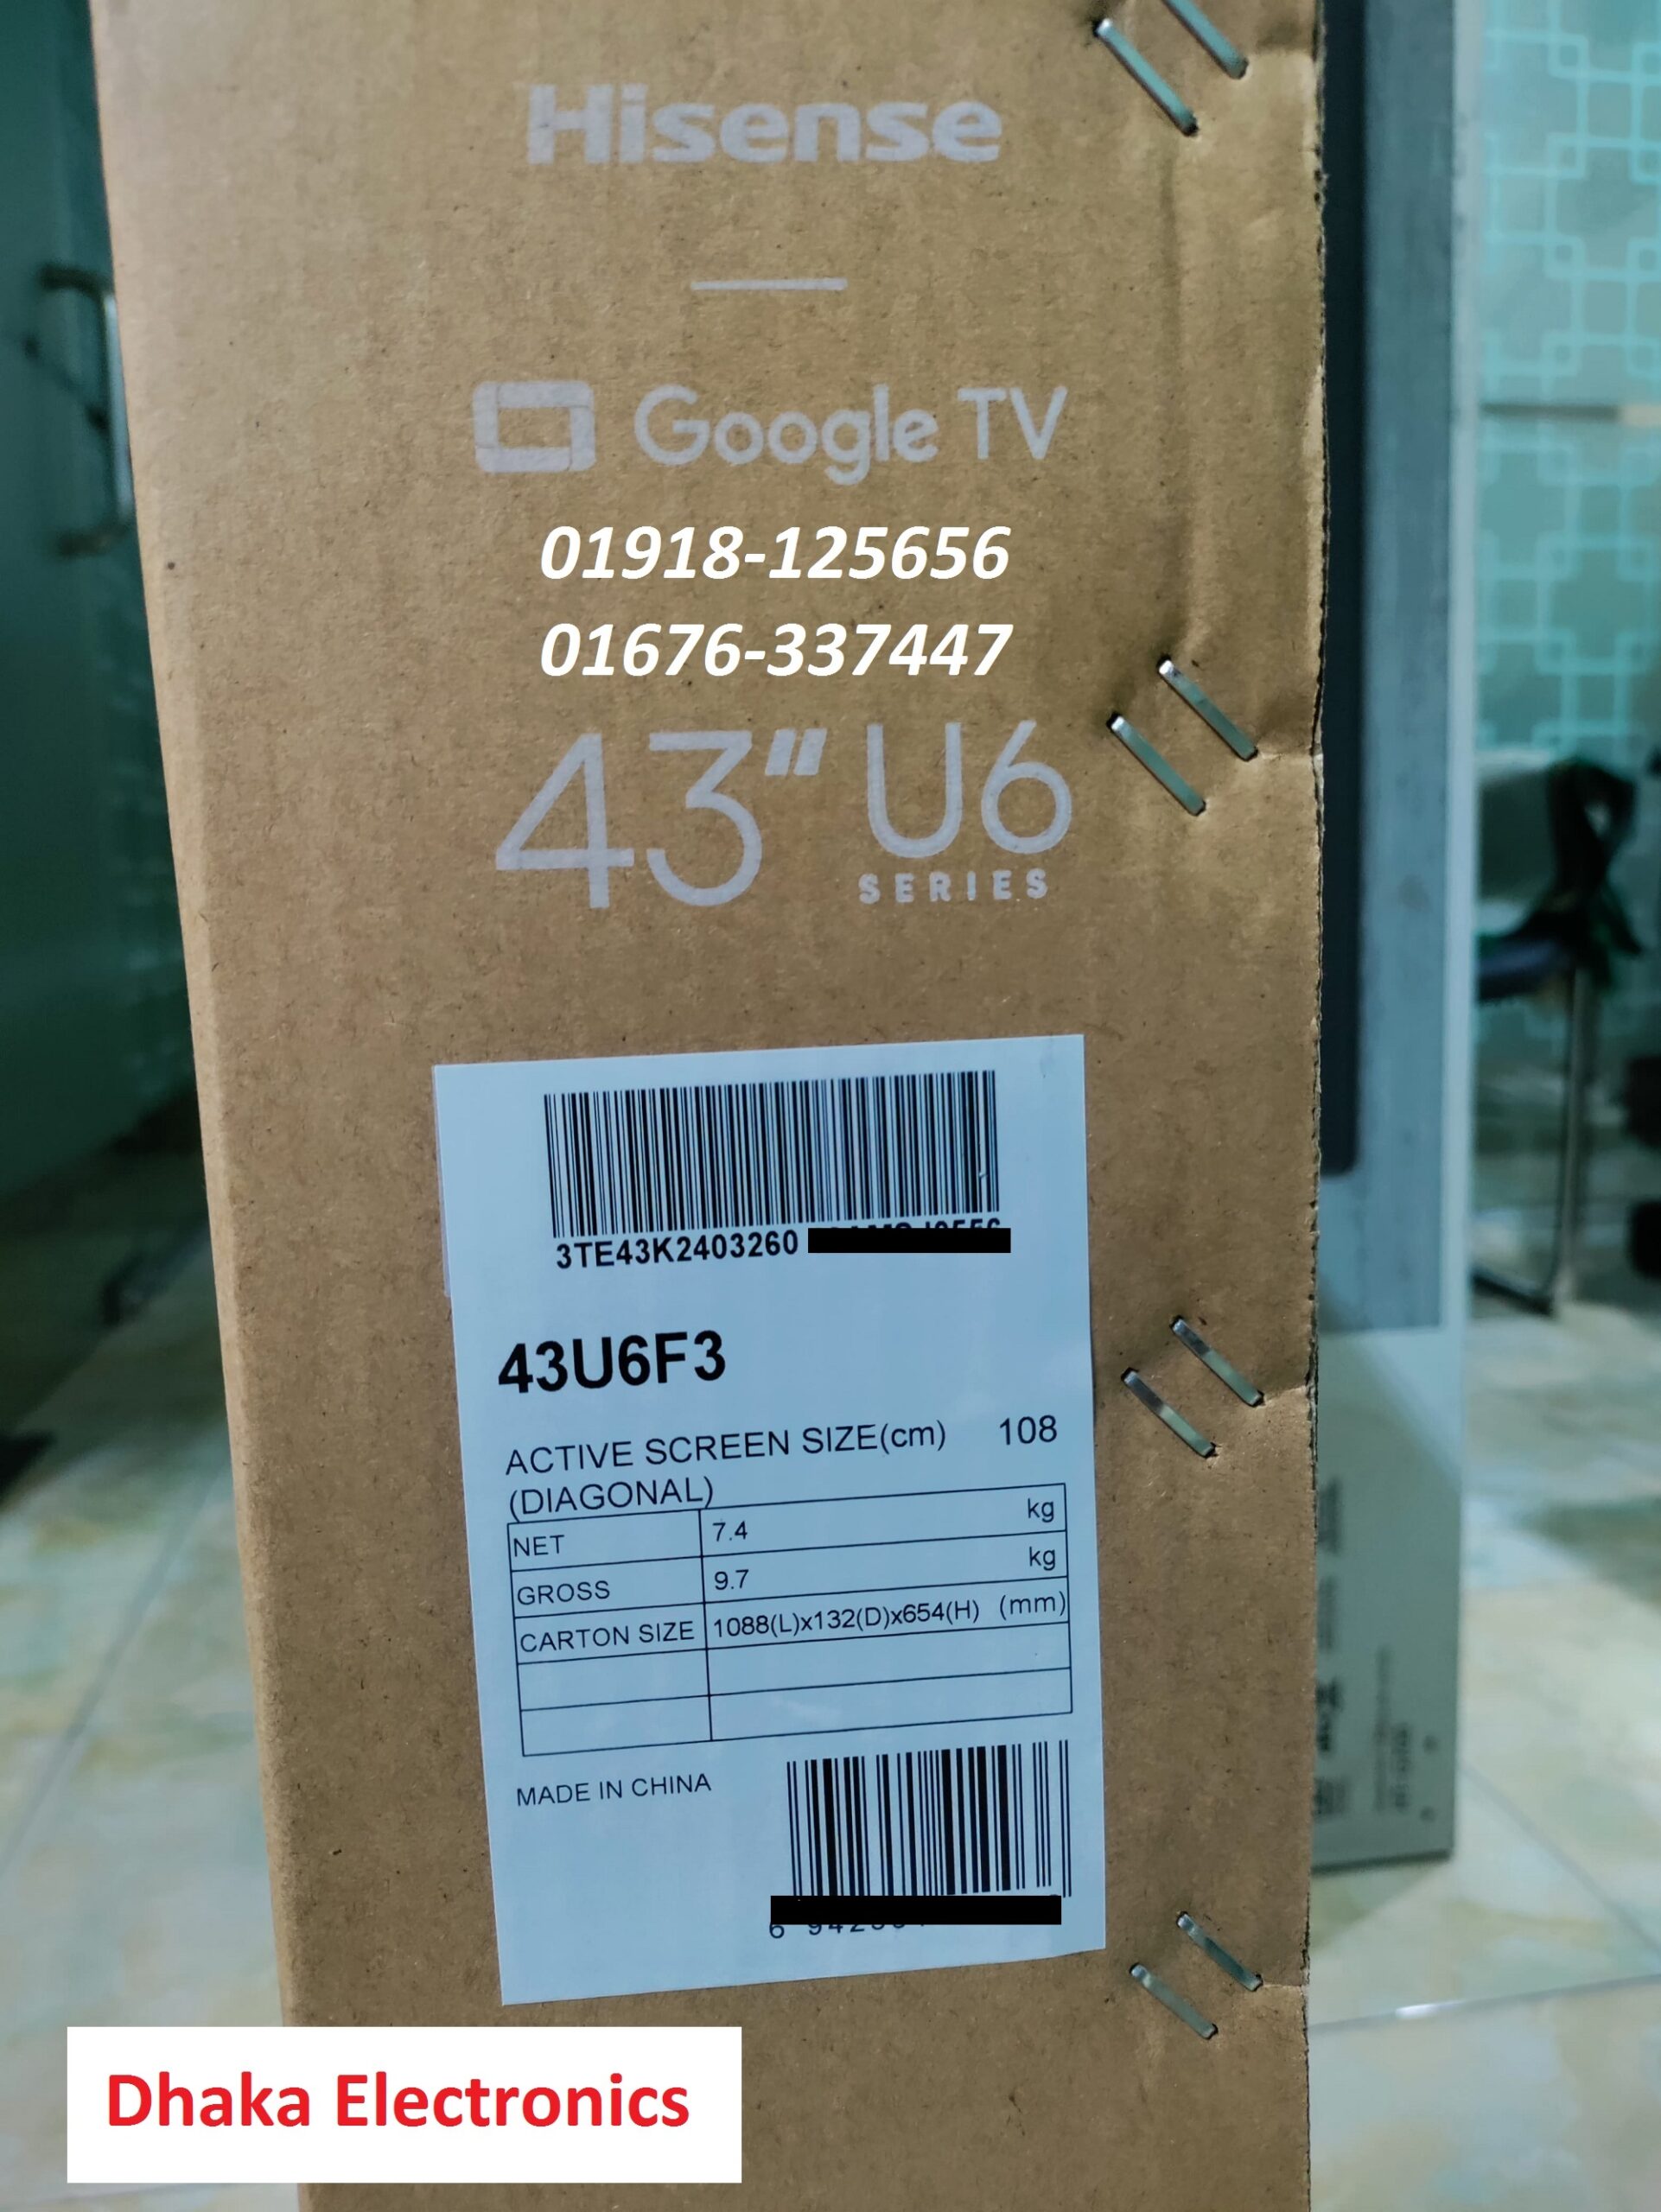 Hisense
Google TV
01918-125656
01676-337447
43" U6
SERIES
3TE43K2403260
43U6F3
ACTIVE SCREEN SIZE(cm) 108
(DIAGONAL)
NET 7.4 kg
GROSS 9.7 kg
CARTON SIZE 1088(L)x132(D)x654(H) (mm)
MADE IN CHINA
Dhaka Electronics